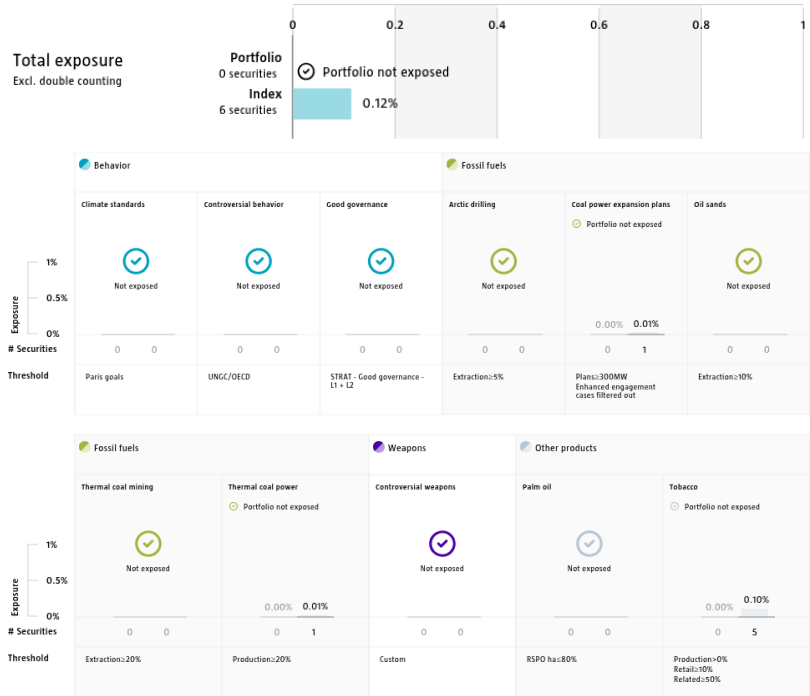 0 0.2 0.4 0.6 0.8 1
Total exposure
Excl. double counting
Portfolio
0 securities
Portfolio not exposed
Index
6 securities
0.12%
Behavior
Fossil fuels
Climate standards
Controversial behavior
Good governance
Arctic drilling
Coal power expansion plans
Oil sands
Portfolio not exposed
Not exposed
Not exposed
Not exposed
Not exposed
Not exposed
Exposure
1%
0.5%
0%
0.00% 0.01%
# Securities
0 0
0 0
0 0
0 0
0 1
0 0
Threshold
Paris goals
UNGC/OECD
STRAT - Good governance -
L1 + L2
Extraction≥5%
Plans≥300MW
Enhanced engagement
cases filtered out
Extraction≥10%
Fossil fuels
Weapons
Other products
Thermal coal mining
Thermal coal power
Controversial weapons
Palm oil
Tobacco
Portfolio not exposed
Portfolio not exposed
Not exposed
Not exposed
Not exposed
Exposure
1%
0.5%
0%
0.00% 0.01%
0.00% 0.10%
# Securities
0 0
0 1
0 0
0 0
0 5
Threshold
Extraction≥20%
Production≥20%
Custom
RSPO ha≤80%
Production>0%
Retail≥10%
Related≥50%